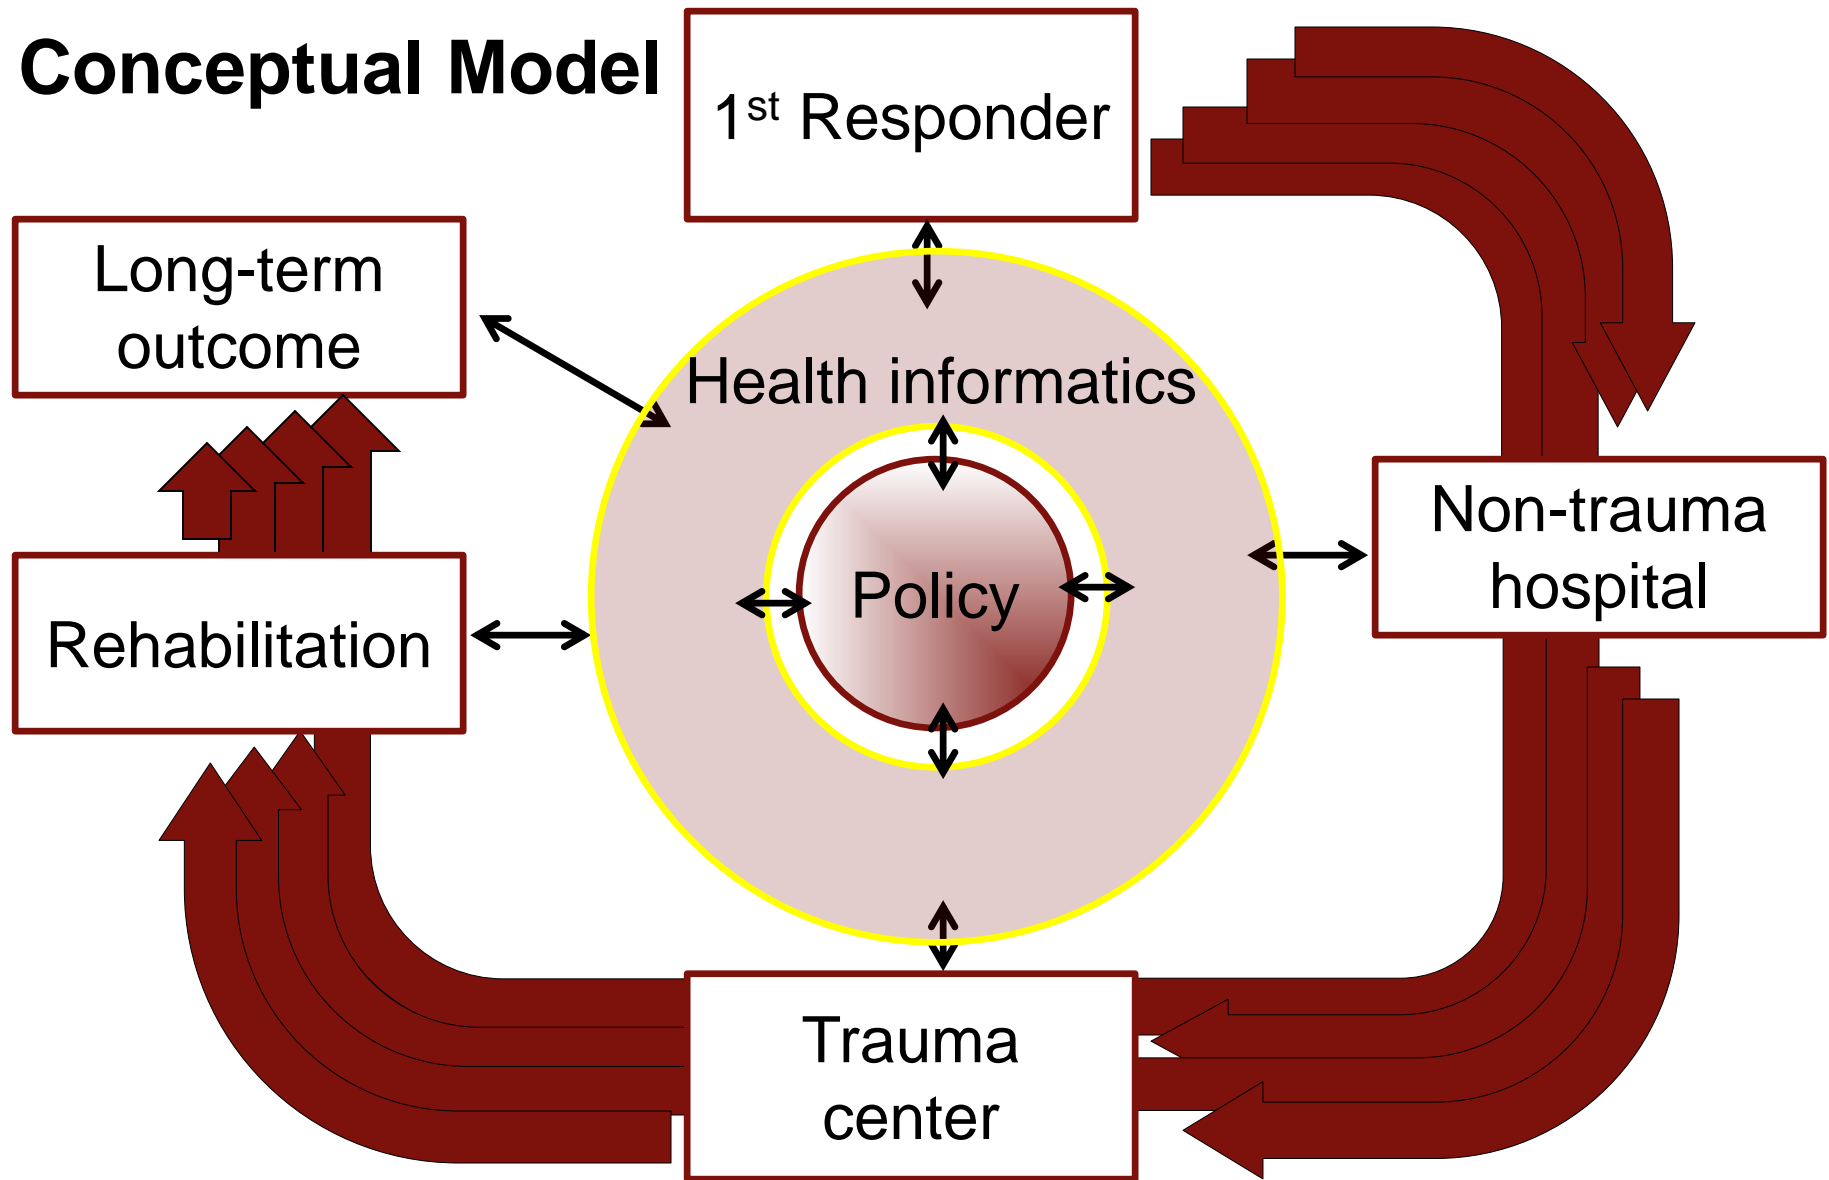 Conceptual Model
1st Responder
Long-term
outcome
Health informatics
Non-trauma
hospital
Policy
Rehabilitation
Trauma
center